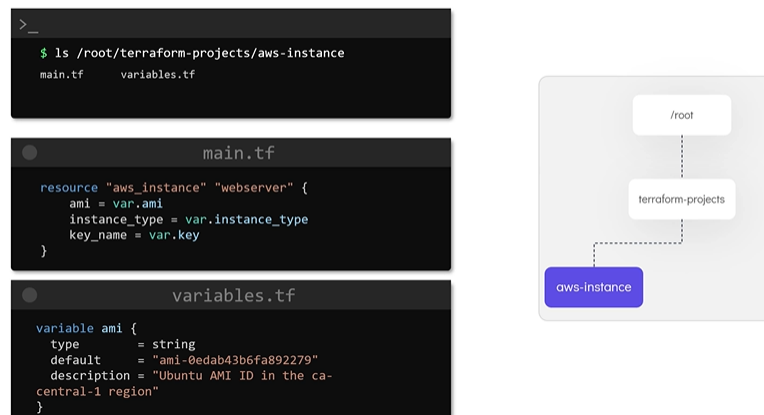 >_
$ ls /root/terraform-projects/aws-instance
main.tf variables.tf
main.tf
resource "aws_instance" "webserver" {
ami = var.ami
instance_type = var.instance_type
key_name = var.key
}
variables.tf
variable ami {
type = string
default = "ami-0edab43b6fa892279"
description = "Ubuntu AMI ID in the ca-
central-1 region"
}
/root
terraform-projects
aws-instance